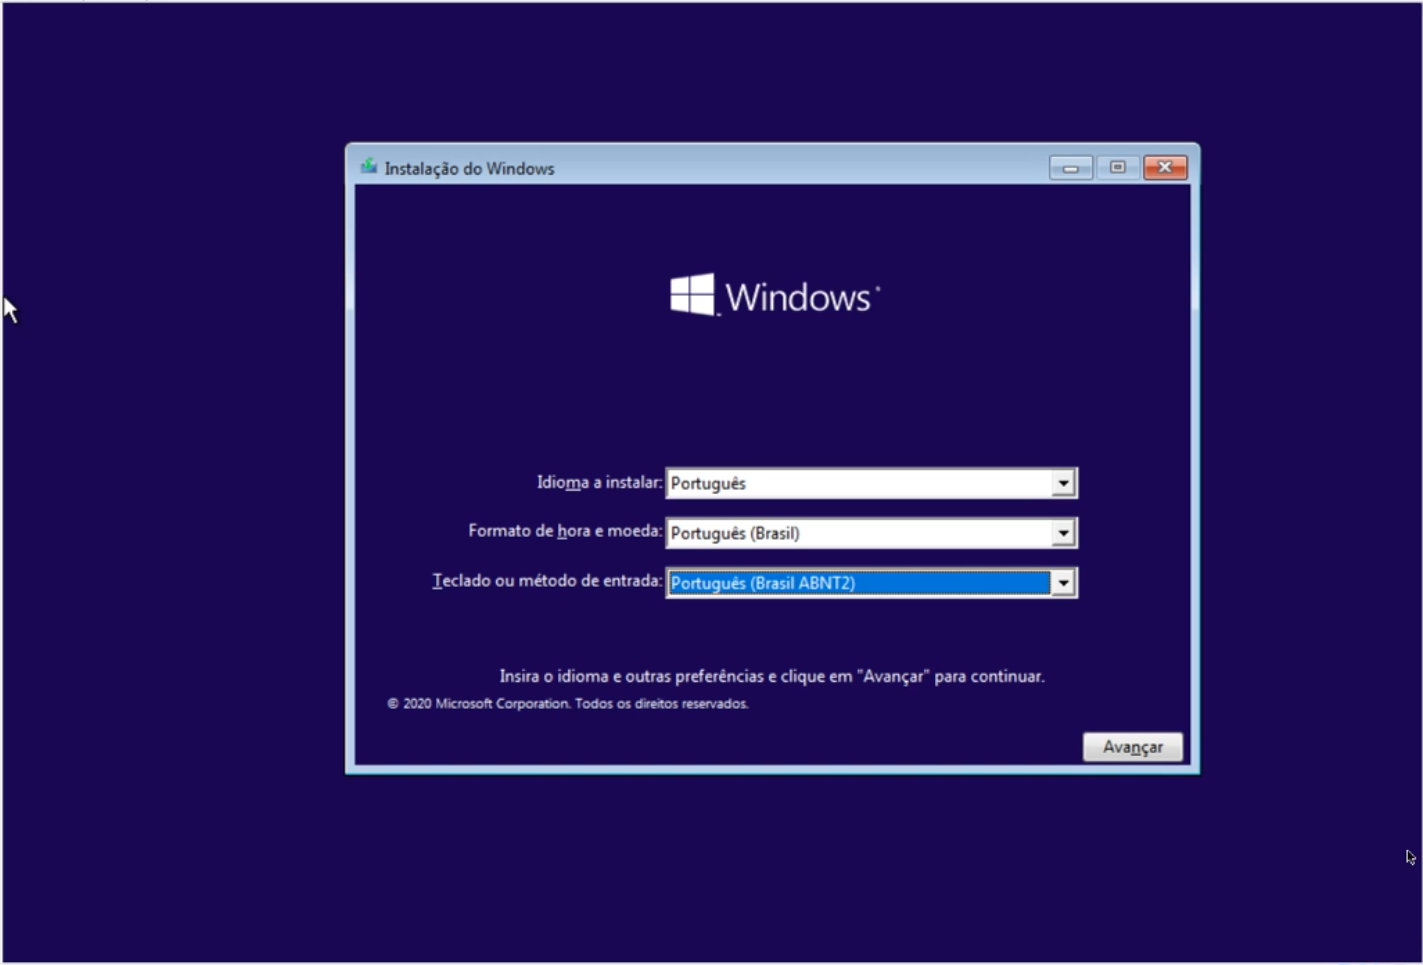 Instalação do Windows
Windows
Idioma a instalar: Português
Formato de hora e moeda: Português (Brasil)
Teclado ou método de entrada: Português (Brasil ABNT2)
Insira o idioma e outras preferências e clique em "Avançar" para continuar.
© 2020 Microsoft Corporation. Todos os direitos reservados.
Avançar